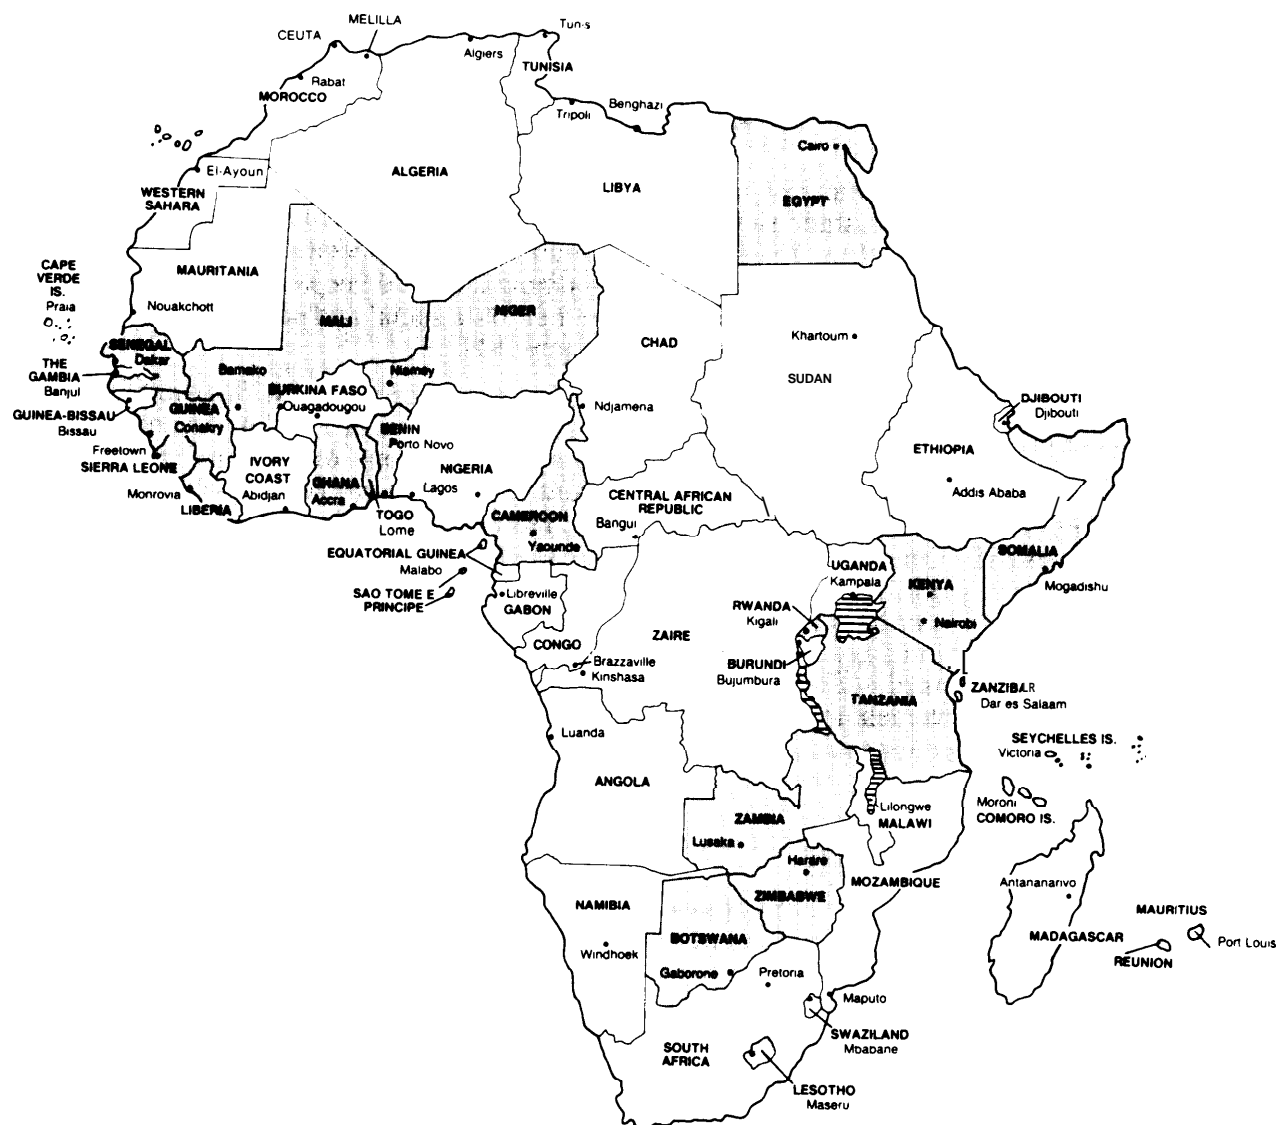 MELILLA
CEUTA
Tun-s
Algiers
TUNISIA
Rabat
MOROCCO
Tripoli
Benghazi
Cairo
El-Ayoun
ALGERIA
LIBYA
EGYPT
WESTERN
SAHARA
CAPE
VERDE
IS.
Praia
MAURITANIA
Nouakchott
MALI
NIGER
CHAD
Khartoum
SUDAN
SENEGAL
Dakar
THE
GAMBIA
Banjul
Bamako
Niamey
BURKINA FASO
Ouagadougou
Ndjamena
DJIBOUTI
Djibouti
GUINEA-BISSAU
Bissau
GUINEA
Conakry
BENIN
Porto Novo
ETHIOPIA
Addis Ababa
Freetown
SIERRA LEONE
IVORY
COAST
Abidjan
GHANA
Accra
NIGERIA
Lagos
Monrovia
LIBERIA
TOGO
Lome
CAMEROON
Yaounde
CENTRAL AFRICAN
REPUBLIC
Bangui
SOMALIA
Mogadishu
EQUATORIAL GUINEA
Malabo
SAO TOME E
PRINCIPE
Libreville
GABON
CONGO
Brazzaville
Kinshasa
ZAIRE
UGANDA
Kampala
KENYA
Nairobi
RWANDA
Kigali
BURUNDI
Bujumbura
TANZANIA
ZANZIBAR
Dar es Salaam
SEYCHELLES IS.
Victoria
Luanda
ANGOLA
ZAMBIA
Lusaka
Lilongwe
MALAWI
Moroni
COMORO IS.
Harare
ZIMBABWE
MOZAMBIQUE
Antananarivo
MADAGASCAR
MAURITIUS
Port Louis
REUNION
NAMIBIA
Windhoek
BOTSWANA
Gaborone
Pretoria
Maputo
SWAZILAND
Mbabane
SOUTH
AFRICA
LESOTHO
Maseru